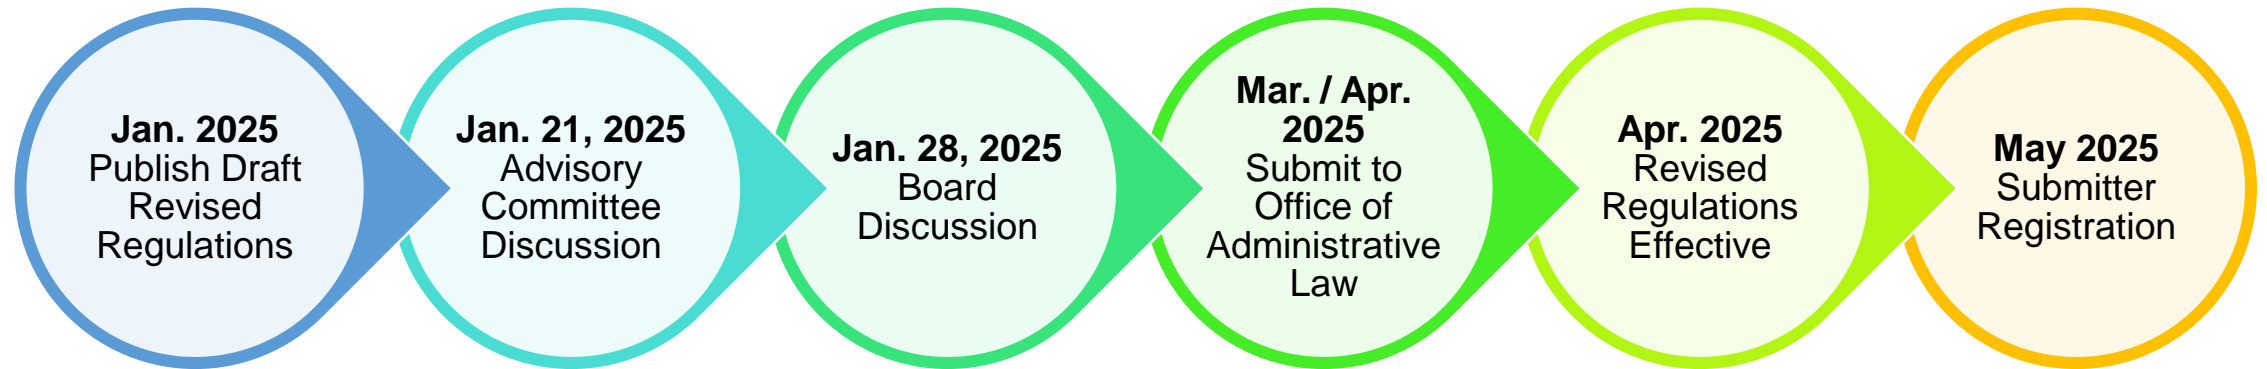 Jan. 2025
Publish Draft
Revised
Regulations
Jan. 21, 2025
Advisory
Committee
Discussion
Jan. 28, 2025
Board
Discussion
Mar. / Apr.
2025
Submit to
Office of
Administrative
Law
Apr. 2025
Revised
Regulations
Effective
May 2025
Submitter
Registration